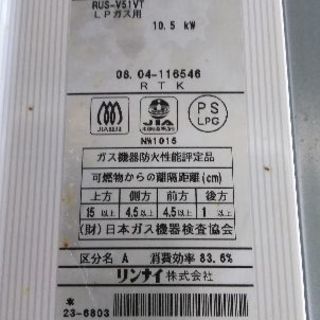 RUS-V51VT
LPガス用
10.5 kW
08.04-116546
RTK
JIA
PS
LPG
NW1015
ガス機器防火性能評定品
可燃物からの離隔距離(cm)
上方 側方 前方 後方
15以上 4.5以上 4.5以上 1以上
(財)日本ガス機器検査協会
区分名 A 消費効率 83.6%
リンナイ株式会社
*
23-6803